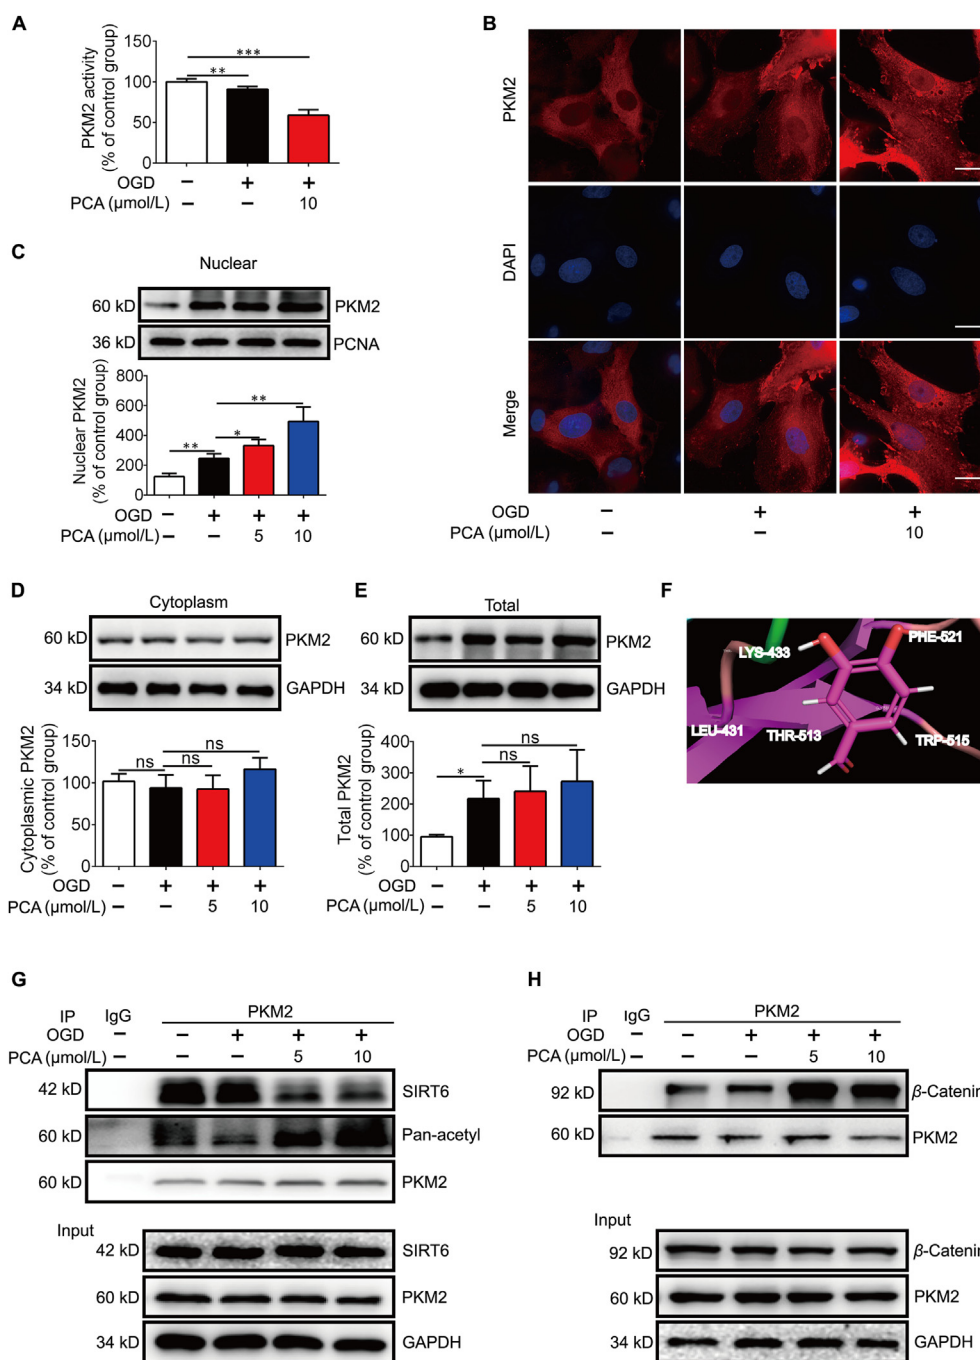 A
PKM2 activity
(% of control group)
150
100
50
0
***
**
OGD − + +
PCA (μmol/L) − − 10
B
PKM2
DAPI
Merge
OGD − + +
PCA (μmol/L) − − 10
C
Nuclear
60 kD PKM2
36 kD PCNA
Nuclear PKM2
(% of control group)
800
600
400
200
0
**
** *
OGD − + + +
PCA (μmol/L) − − 5 10
D
Cytoplasm
60 kD PKM2
34 kD GAPDH
Cytoplasmic PKM2
(% of control group)
150
100
50
0
ns
ns ns
OGD − + + +
PCA (μmol/L) − − 5 10
E
Total
60 kD PKM2
34 kD GAPDH
Total PKM2
(% of control group)
400
300
200
100
0
ns
* ns
OGD − + + +
PCA (μmol/L) − − 5 10
F
LYS-433
PHE-521
LEU-431
THR-513
TRP-515
G
IP IgG PKM2
OGD − − + + +
PCA (μmol/L) − − − 5 10
42 kD SIRT6
60 kD Pan-acetyl
60 kD PKM2
Input
42 kD SIRT6
60 kD PKM2
34 kD GAPDH
H
IP IgG PKM2
OGD − − + + +
PCA (μmol/L) − − − 5 10
92 kD β-Catenin
60 kD PKM2
Input
92 kD β-Catenin
60 kD PKM2
34 kD GAPDH